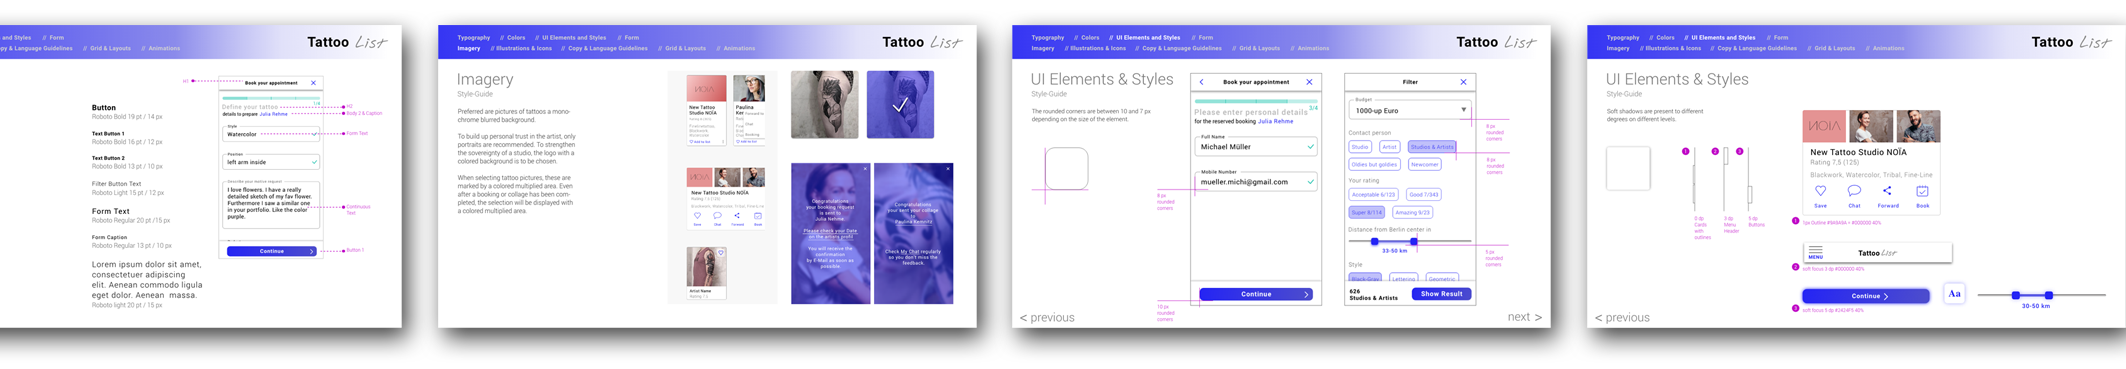 s and Styles // Form
py & Language Guidelines // Grid & Layouts // Animations
Tattoo List
Button
Roboto Bold 19 pt / 14 px
Text Button 1
Roboto Bold 16 pt / 12 px
Text Button 2
Roboto Bold 13 pt / 10 px
Filter Button Text
Roboto Light 15 pt / 12 px
Form Text
Roboto Regular 20 pt /15 px
Form Caption
Roboto Regular 13 pt / 10 px
Lorem ipsum dolor sit amet,
consectetuer adipiscing
elit. Aenean commodo ligula
eget dolor. Aenean massa.
Roboto light 20 pt / 15 px
Book your appointment
1/4
Define your tattoo
details to prepare Julia Rehme
Style
Watercolor
Position
left arm inside
Describe your tattoo request
I love flowers. I have a really
detailed sketch of my fav flower.
Furthermore I saw a similar one
in your portfolio. Like the color
purple.
Continue
H2
Body 2 & Caption
Form Text
Continuous
Text
Button 1
Typography // Colors // UI Elements and Styles // Form
Imagery // Illustrations & Icons // Copy & Language Guidelines // Grid & Layouts // Animations
Tattoo List
Imagery
Style-Guide
Preferred are pictures of tattoos a mono-
chrome blurred background.
To build up personal trust in the artist, only
portraits are recommended. To strengthen
the sovereignty of a studio, the logo with a
colored background is to be chosen.
When selecting tattoo pictures, these are
marked by a colored multiplied area. Even
after a booking or collage has been com-
pleted, the selection will be displayed with
a colored multiplied area.
New Tattoo
Studio NOÏA
Fineliniertes
Blackwork
Watercolor
Add to list
Paulina
Ker
New Tattoo Studio NOÏA
Rating 7,5 (125)
Blackwork, Watercolor, Tribal, Fine-Line
Save Chat Forward Book
Artist Name
Congratulations
your booking request
is sent to
Julia Rehme.
Please check your Date
on the artists profil
You will receive the
confirmation
by E-Mail as soon as
possible
Congratulations
your sent your collage
to
Paulina Kemnitz
Check My Chat regularly
so you don't miss the
feedback.
Typography // Colors // UI Elements and Styles // Form
Imagery // Illustrations & Icons // Copy & Language Guidelines // Grid & Layouts // Animations
Tattoo List
UI Elements & Styles
Style-Guide
The rounded corners are between 10 and 7 px
depending on the size of the element.
Book your appointment
3/4
Please enter personal details
for the reserved booking Julia Rehme
Full Name
Michael Müller
Mobile Number
mueller.michi@gmail.com
Continue
8 px
rounded
corners
10 px
rounded
corners
Filter
Budget
1000-up Euro
Contact person
Studio Artist Studios & Artists
Oldies but goldies Newcomer
Your rating
Acceptable 6/123 Good 7/343
Super 8/114 Amazing 9/23
Distance from Berlin center in
33-50 km
Style
Black-Gray Lettering Geometric
626
Studios & Artists
Show Result
8 px
rounded
corners
8 px
rounded
corners
5 px
rounded
corners
< previous
next >
Typography // Colors // UI Elements and Styles // Form
Imagery // Illustrations & Icons // Copy & Language Guidelines // Grid & Layouts // Animations
Tattoo List
UI Elements & Styles
Style-Guide
Soft shadows are present to different
degrees on different levels.
1 2 3
0 dp
Cards
with
outlines
3 dp
Menu
Header
5 dp
Buttons
NOÏA
New Tattoo Studio NOÏA
Rating 7,5 (125)
Blackwork, Watercolor, Tribal, Fine-Lin
Save Chat Forward Book
1
1px Outline #9A9A9A + #000000 40%
MENU
Tattoo List
2
soft focus 3 dp #000000 40%
Continue
Aa
30-50 km
3
soft focus 5 dp #2424F5 40%
< previous